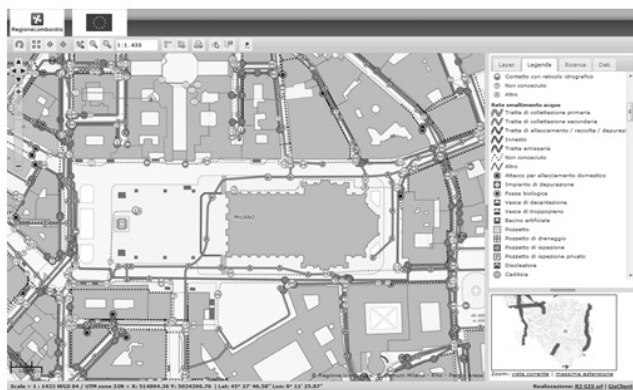 RegioneLombardia
1:1.433
Layer
Legenda
Ricerca
Dati
Contatto con reticolo idrografico
Non conosciuto
Altro
Rete smaltimento acque
Tratta di collettazione primaria
Tratta di collettazione secondaria
Tratta di allacciamento / raccolta / depurazi
Innesto
Tratta emissaria
Non conosciuto
Altro
Attacco per allacciamento domestico
Impianto di depurazione
Fossa biologica
Vasca di decantazione
Vasca di troppopieno
Bacino artificiale
Pozzetto
Pozzetto di drenaggio
Pozzetto di ispezione
Pozzetto di ispezione privato
Disoleatore
Caditoia
MILANO
Zoom: vista corrente | massima estensione
Scale = 1 : 1433 WGS 84 / UTM zone 32N - X: 514804.36 Y: 5034306.76 | Lat: 45° 27' 46.50" Lon: 9° 11' 25.87"
Realizzazione: R3 GIS srl | GisClient